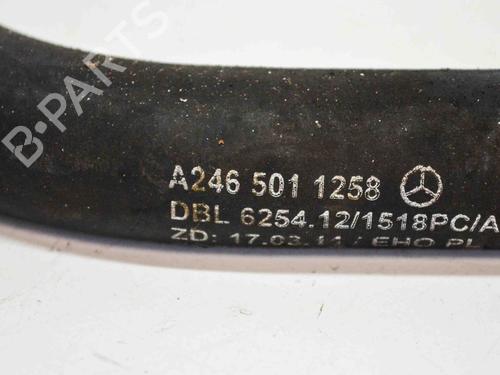 B-PARTS
A246 501 1258
DBL 6254.12/1518PC/A
ZD: 17.03.11 / EHO PL